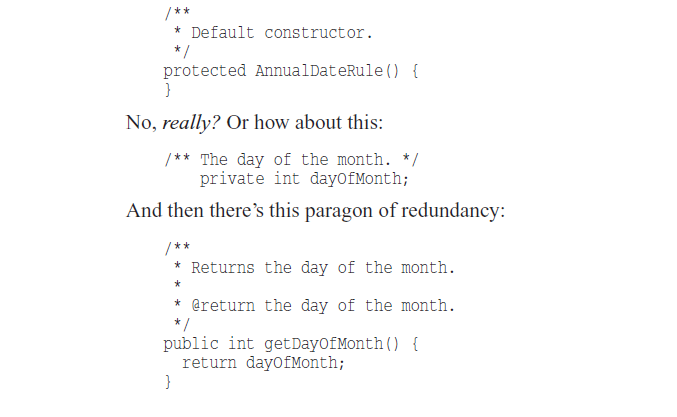 /**
 * Default constructor.
 */
protected AnnualDateRule() {
}
No, really? Or how about this:
/** The day of the month. */
    private int dayOfMonth;
And then there’s this paragon of redundancy:
/**
 * Returns the day of the month.
 *
 * @return the day of the month.
 */
public int getDayOfMonth() {
  return dayOfMonth;
}